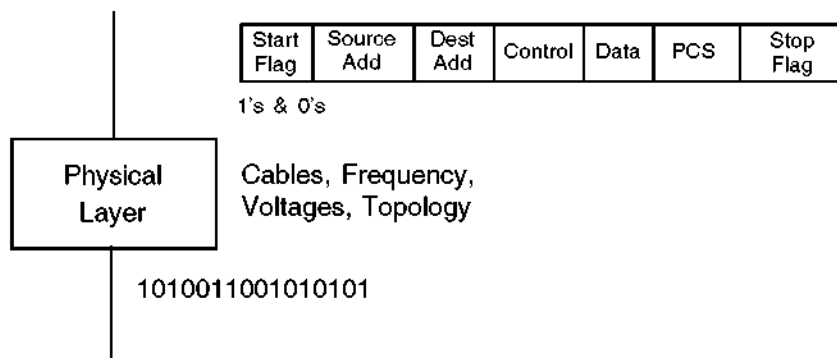 Start Flag Source Add Dest Add Control Data PCS Stop Flag
1's & 0's
Physical Layer
Cables, Frequency,
Voltages, Topology
1010011001010101